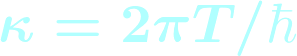 κ = 2πT/ℏ